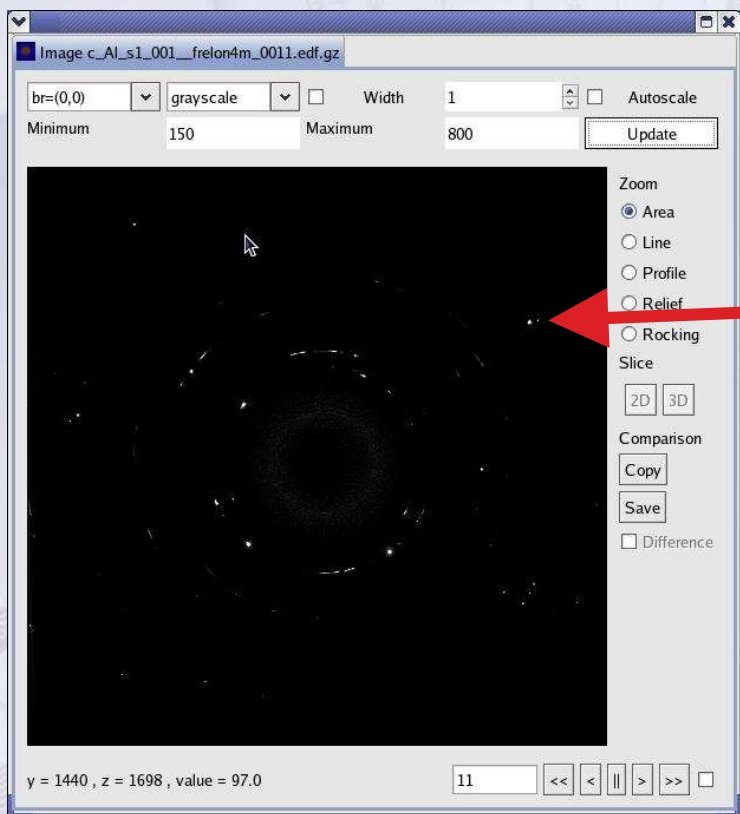 Image c_Al_s1_001__frelon4m_0011.edf.gz
br=(0,0) grayscale Width 1 Autoscale
Minimum 150 Maximum 800 Update
Zoom
Area
Line
Profile
Relief
Rocking
Slice
2D 3D
Comparison
Copy
Save
Difference
y = 1440 , z = 1698 , value = 97.0 11 << < || > >>